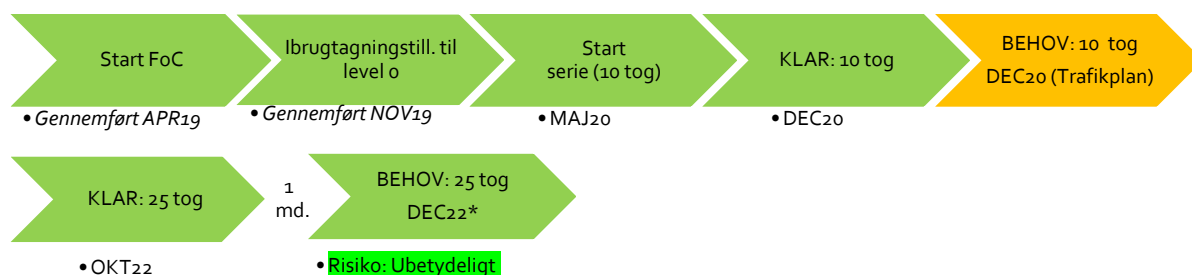 Start FoC
Ibrugtagningstill. til
level 0
Start
serie (10 tog)
KLAR: 10 tog
BEHOV: 10 tog
DEC20 (Trafikplan)
• Gennemført APR19
• Gennemført NOV19
• MAJ20
• DEC20
KLAR: 25 tog
1
md.
BEHOV: 25 tog
DEC22*
• OKT22
• Risiko: Ubetydeligt